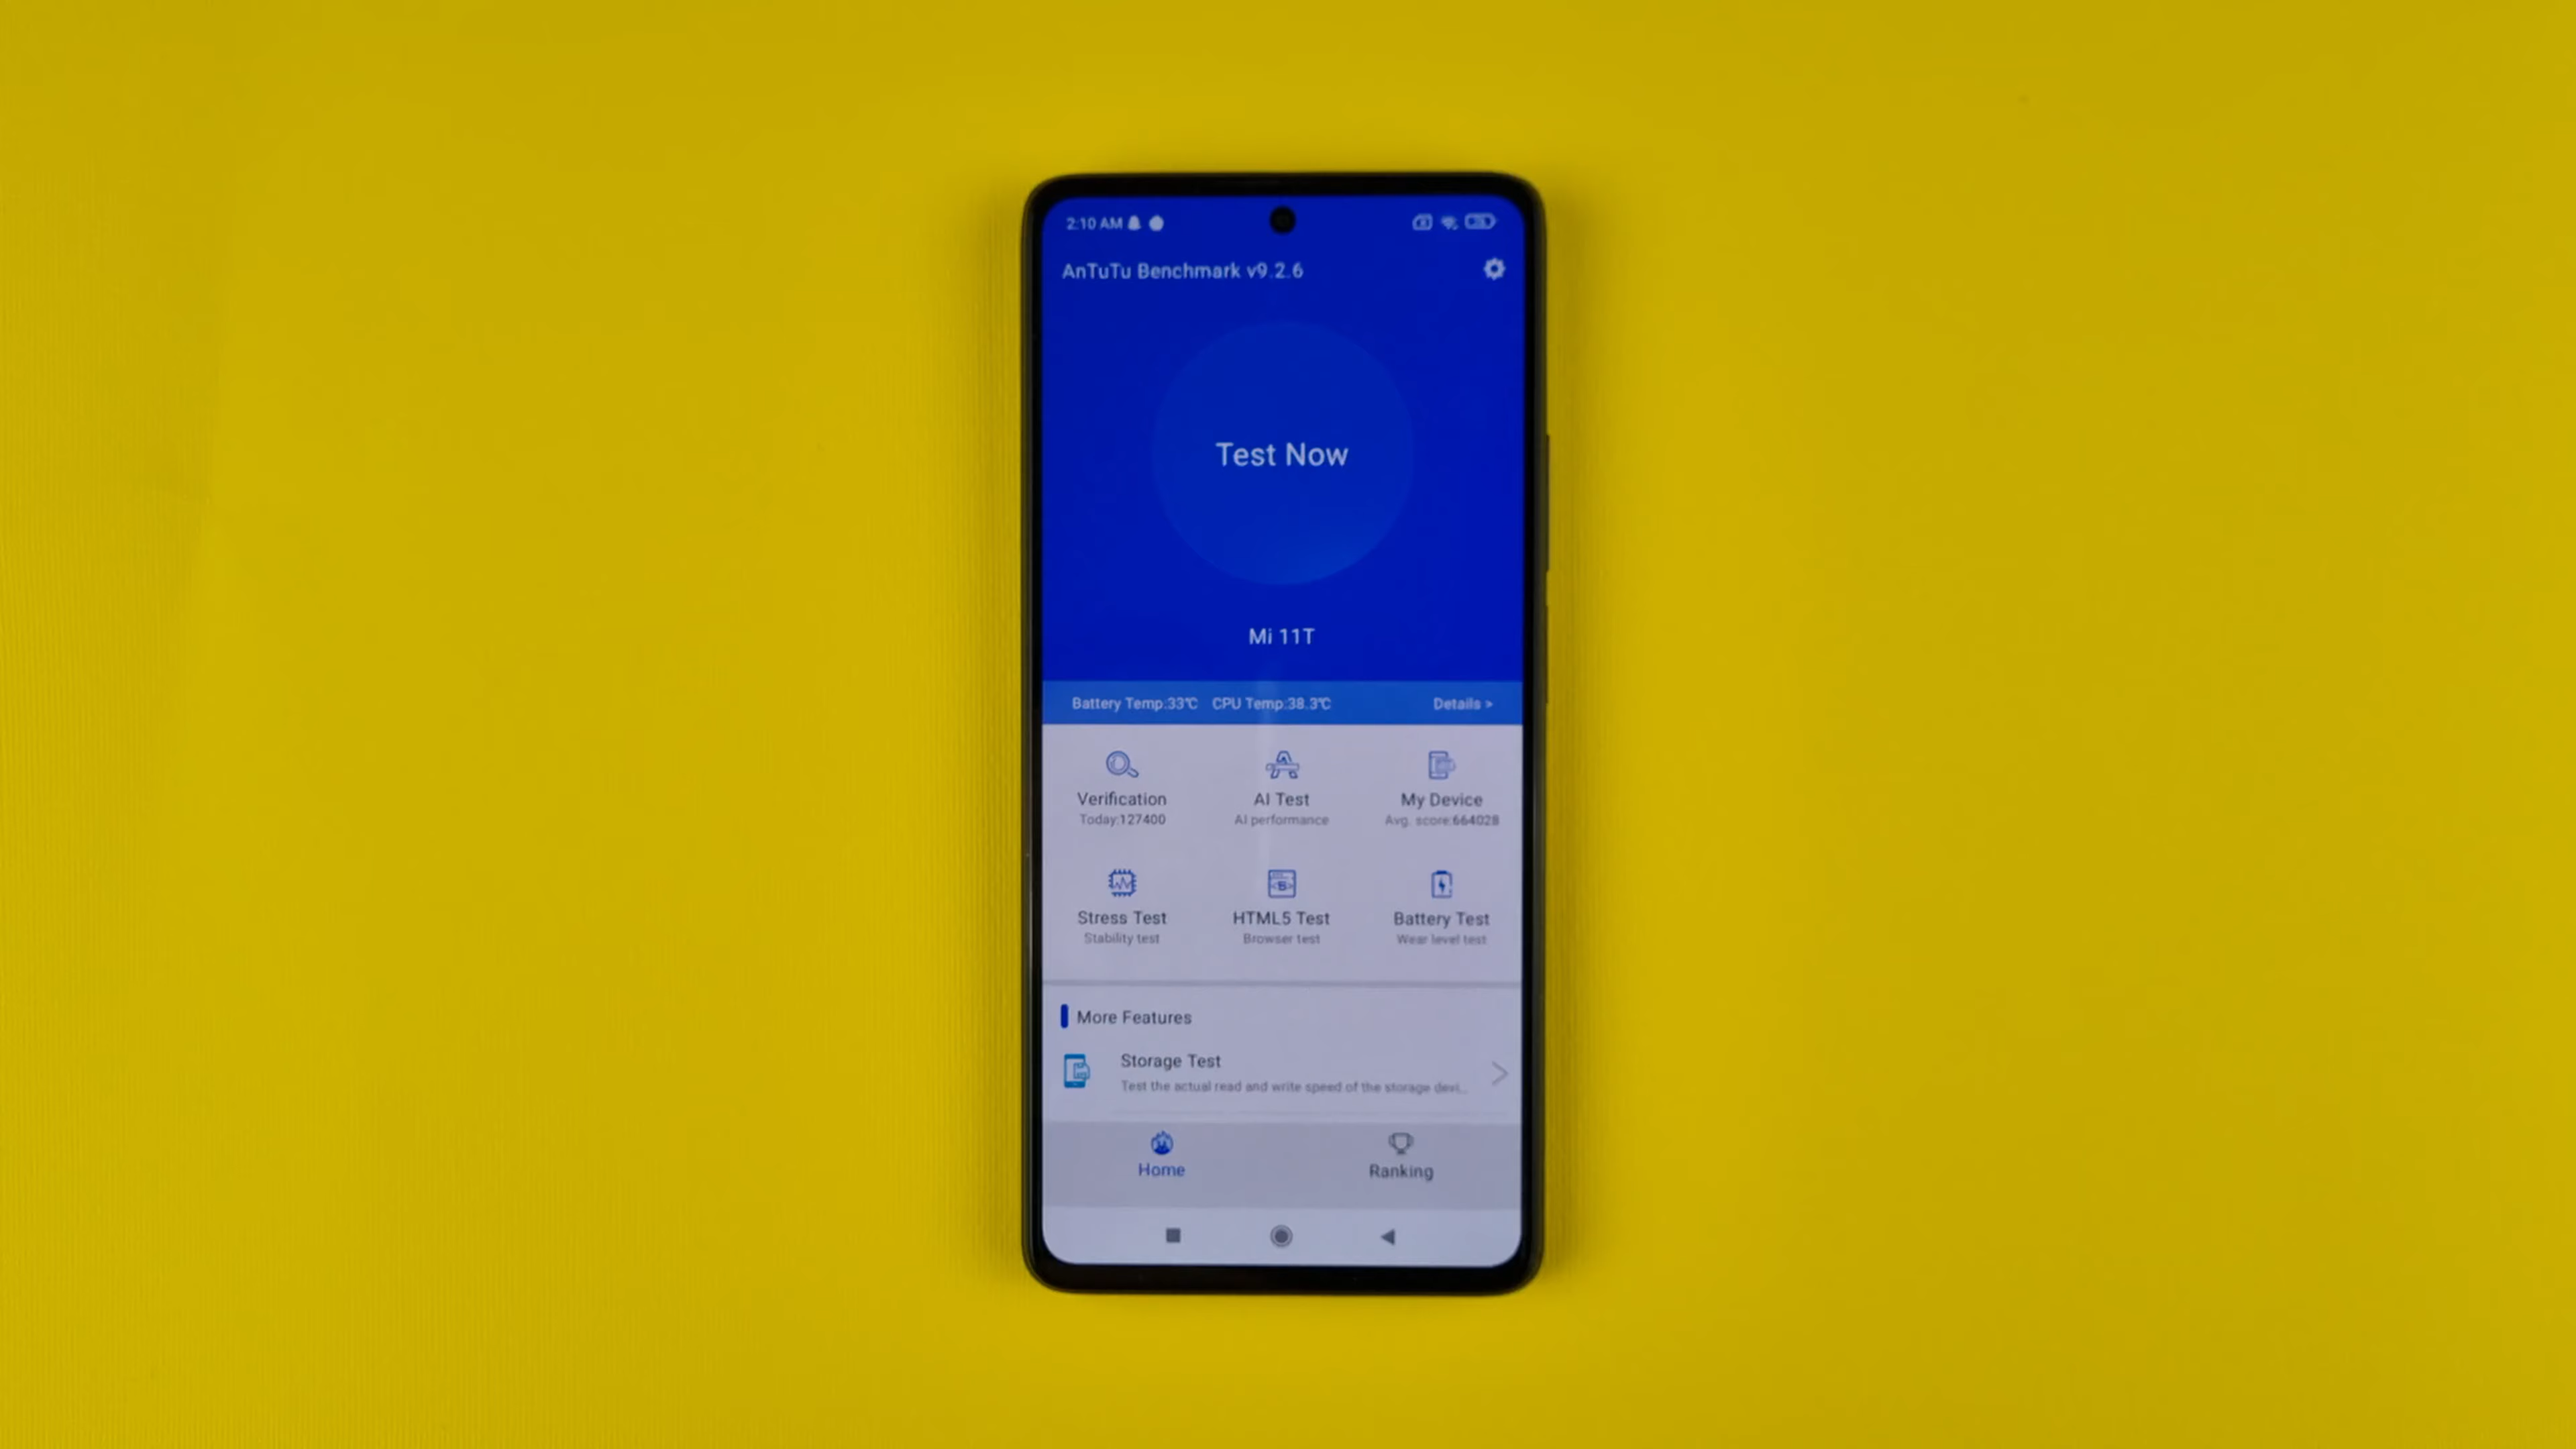 2:10 AM
AnTuTu Benchmark v9.2.6
Test Now
Mi 11T
Battery Temp:33℃ CPU Temp:38.3℃ Details >
Verification AI Test My Device
Today:127400 AI performance Avg. score:664028
Stress Test HTML5 Test Battery Test
Stability test Browser test Wear level test
More Features
Storage Test
Test the actual read and write speed of the storage devi...
Home Ranking